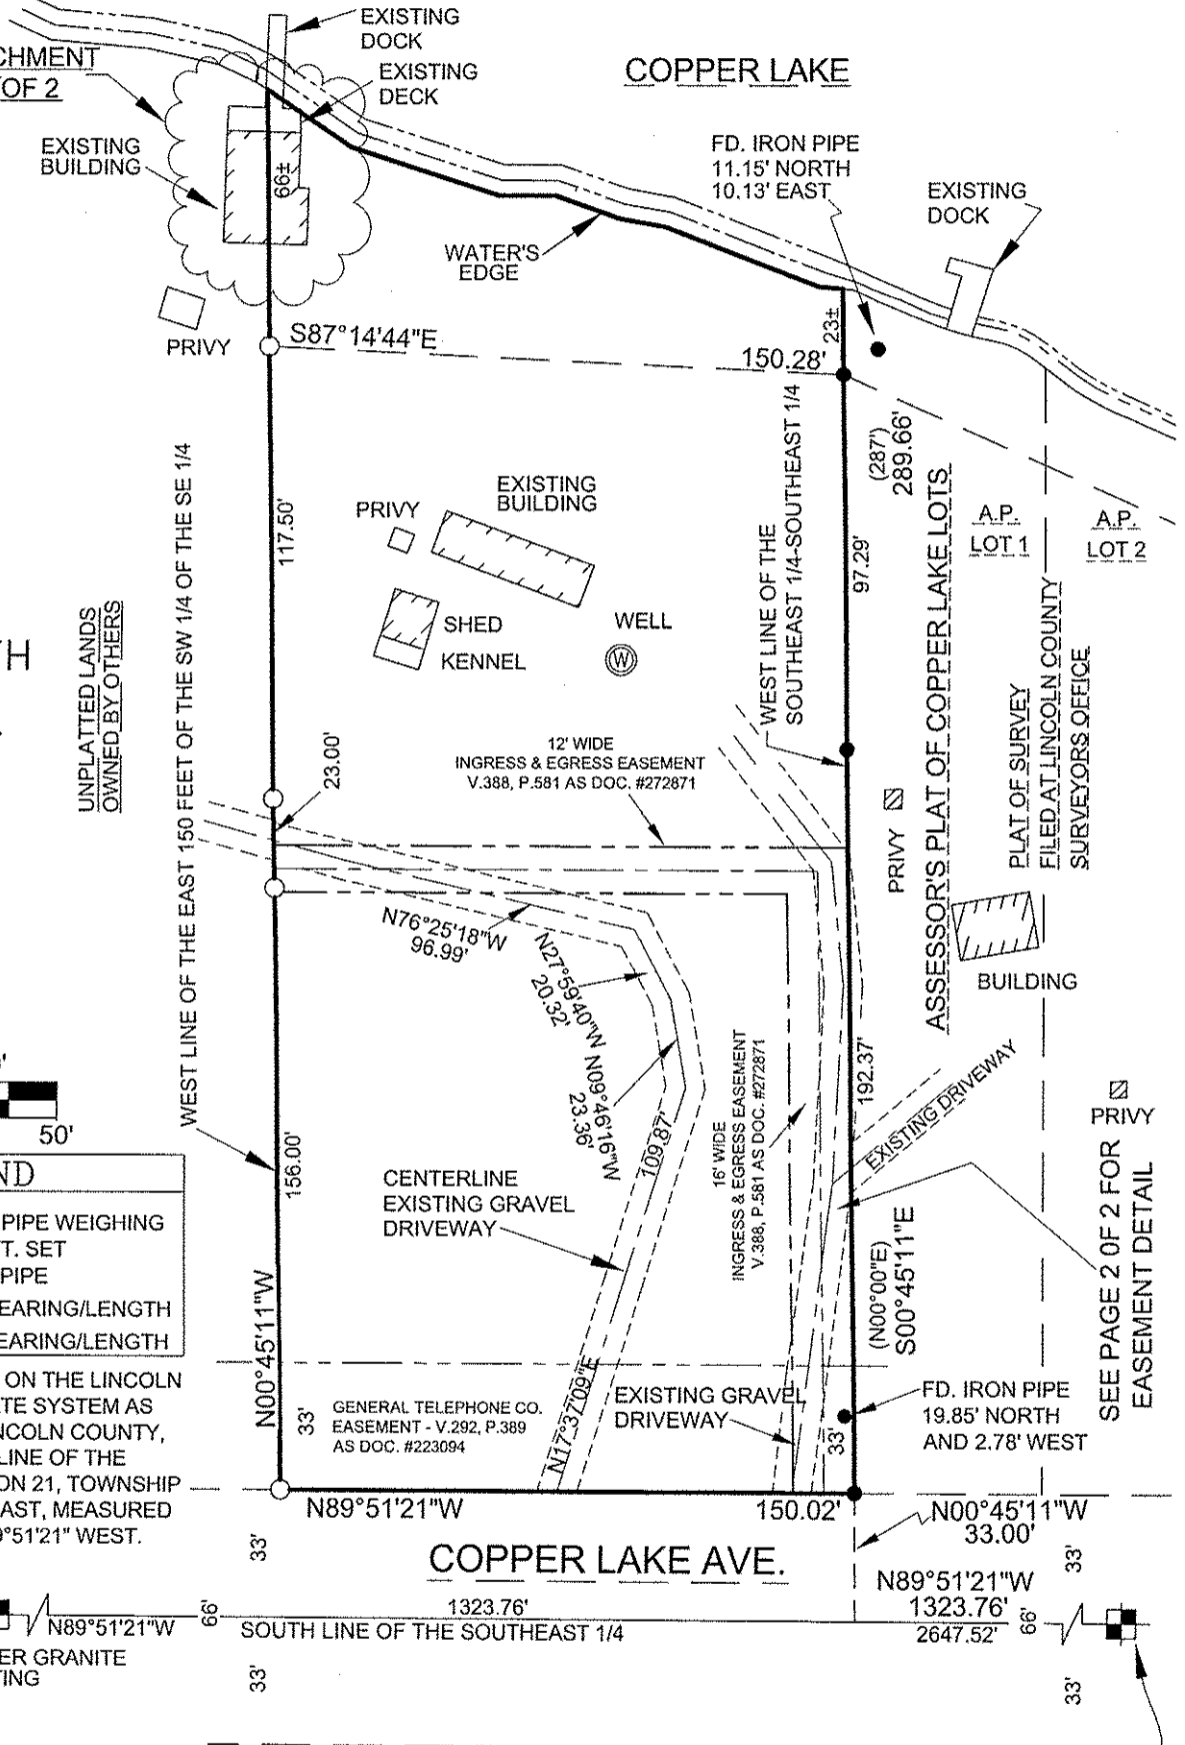 EXISTING
DOCK
CHMENT
OF 2
EXISTING
DECK
COPPER LAKE
EXISTING
BUILDING
FD. IRON PIPE
11.15' NORTH
10.13' EAST
EXISTING
DOCK
66±
WATER'S
EDGE
PRIVY
S87°14'44"E
150.28'
23±
(287')
289.66'
WEST LINE OF THE EAST 150 FEET OF THE SW 1/4 OF THE SE 1/4
117.50'
PRIVY
EXISTING
BUILDING
WEST LINE OF THE
SOUTHEAST 1/4-SOUTHEAST 1/4
97.29'
ASSESSOR'S PLAT OF COPPER LAKE LOTS
A.P.
LOT 1
A.P.
LOT 2
UNPLATTED LANDS
OWNED BY OTHERS
TH
SHED
KENNEL
WELL
W
PLAT OF SURVEY
FILED AT LINCOLN COUNTY
SURVEYORS OFFICE
23.00'
12' WIDE
INGRESS & EGRESS EASEMENT
V.388, P.581 AS DOC. #272871
PRIVY
N76°25'18"W
96.99'
N27°59'40"W
20.32'
N09°46'16"W
23.36'
BUILDING
16' WIDE
INGRESS & EGRESS EASEMENT
V.388, P.581 AS DOC. #272871
192.37'
EXISTING DRIVEWAY
PRIVY
50'
156.00'
109.87'
CENTERLINE
EXISTING GRAVEL
DRIVEWAY
SEE PAGE 2 OF 2 FOR
EASEMENT DETAIL
ND
PIPE WEIGHING
T. SET
PIPE
EARING/LENGTH
EARING/LENGTH
N00°45'11"W
(N00°00"E)
S00°45'11"E
ON THE LINCOLN
TE SYSTEM AS
NCOLN COUNTY,
LINE OF THE
ON 21, TOWNSHIP
EAST, MEASURED
9°51'21" WEST.
33'
GENERAL TELEPHONE CO.
EASEMENT - V.292, P.389
AS DOC. #223094
N17°37'09"E
EXISTING GRAVEL
DRIVEWAY
33'
FD. IRON PIPE
19.85' NORTH
AND 2.78' WEST
N89°51'21"W
150.02'
N00°45'11"W
33.00'
33'
COPPER LAKE AVE.
33'
N89°51'21"W
1323.76'
1323.76'
2647.52'
N89°51'21"W
66'
SOUTH LINE OF THE SOUTHEAST 1/4
66'
ER GRANITE
TING
33'
33'